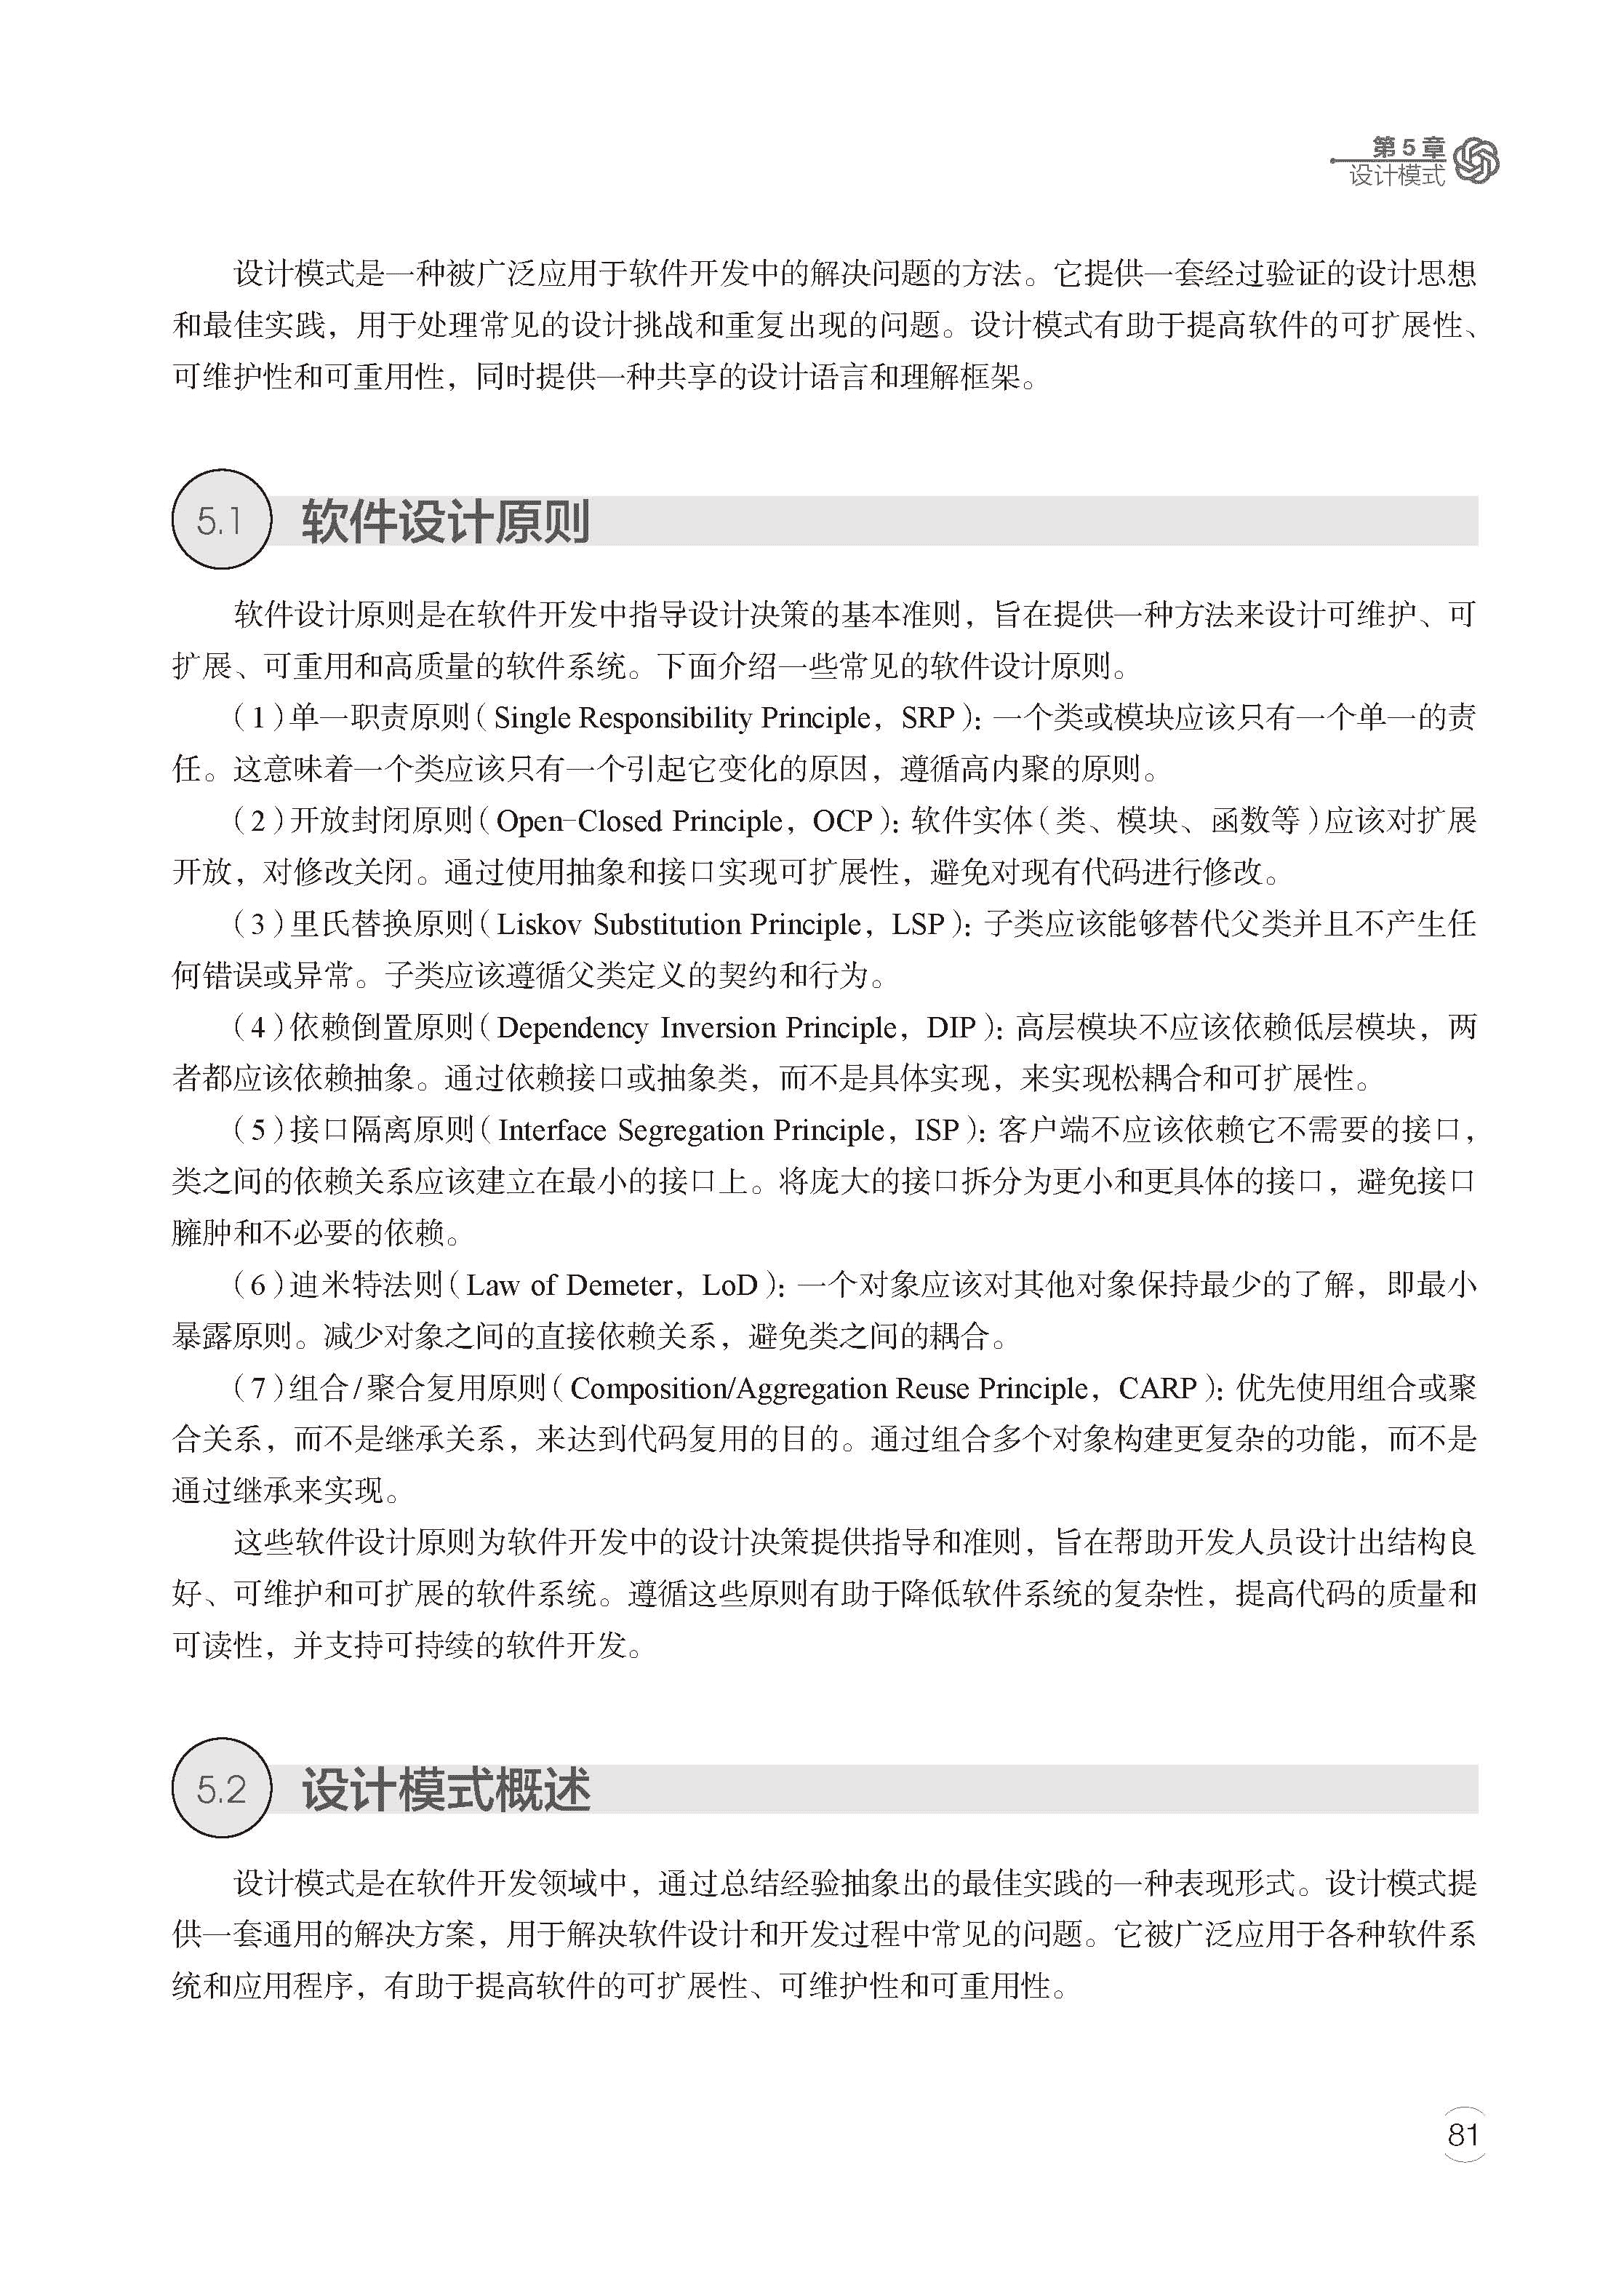 第5章
设计模式
设计模式是一种被广泛应用于软件开发中的解决问题的方法。它提供一套经过验证的设计思想
和最佳实践，用于处理常见的设计挑战和重复出现的问题。设计模式有助于提高软件的可扩展性、
可维护性和可重用性，同时提供一种共享的设计语言和理解框架。
5.1 软件设计原则
软件设计原则是在软件开发中指导设计决策的基本准则，旨在提供一种方法来设计可维护、可
扩展、可重用和高质量的软件系统。下面介绍一些常见的软件设计原则。
（1）单一职责原则（Single Responsibility Principle，SRP）：一个类或模块应该只有一个单一的责
任。这意味着一个类应该只有一个引起它变化的原因，遵循高内聚的原则。
（2）开放封闭原则（Open-Closed Principle，OCP）：软件实体（类、模块、函数等）应该对扩展
开放，对修改关闭。通过使用抽象和接口实现可扩展性，避免对现有代码进行修改。
（3）里氏替换原则（Liskov Substitution Principle，LSP）：子类应该能够替代父类并且不产生任
何错误或异常。子类应该遵循父类定义的契约和行为。
（4）依赖倒置原则（Dependency Inversion Principle，DIP）：高层模块不应该依赖低层模块，两
者都应该依赖抽象。通过依赖接口或抽象类，而不是具体实现，来实现松耦合和可扩展性。
（5）接口隔离原则（Interface Segregation Principle，ISP）：客户端不应该依赖它不需要的接口，
类之间的依赖关系应该建立在最小的接口上。将庞大的接口拆分为更小和更具体的接口，避免接口
臃肿和不必要的依赖。
（6）迪米特法则（Law of Demeter，LoD）：一个对象应该对其他对象保持最少的了解，即最小
暴露原则。减少对象之间的直接依赖关系，避免类之间的耦合。
（7）组合/聚合复用原则（Composition/Aggregation Reuse Principle，CARP）：优先使用组合或聚
合关系，而不是继承关系，来达到代码复用的目的。通过组合多个对象构建更复杂的功能，而不是
通过继承来实现。
这些软件设计原则为软件开发中的设计决策提供指导和准则，旨在帮助开发人员设计出结构良
好、可维护和可扩展的软件系统。遵循这些原则有助于降低软件系统的复杂性，提高代码的质量和
可读性，并支持可持续的软件开发。
5.2 设计模式概述
设计模式是在软件开发领域中，通过总结经验抽象出的最佳实践的一种表现形式。设计模式提
供一套通用的解决方案，用于解决软件设计和开发过程中常见的问题。它被广泛应用于各种软件系
统和应用程序，有助于提高软件的可扩展性、可维护性和可重用性。
81